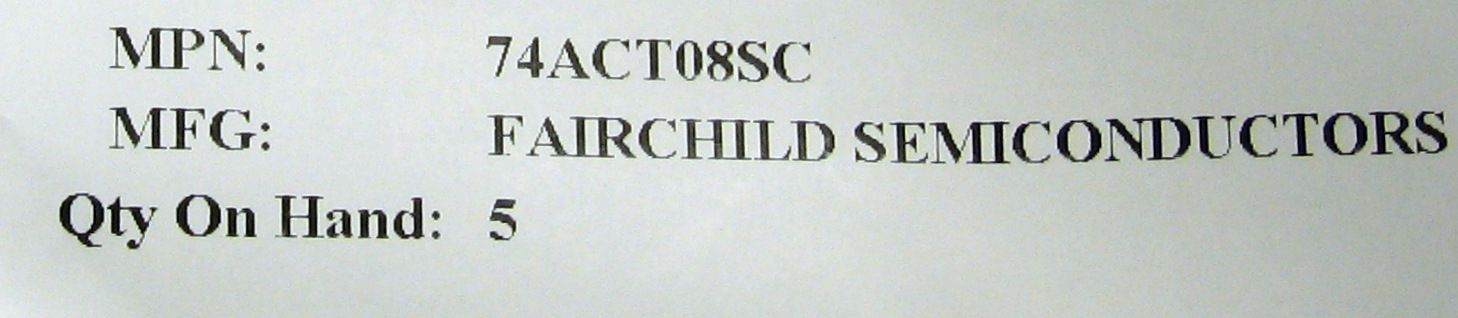 MPN: 74ACT08SC
MFG: FAIRCHILD SEMICONDUCTORS
Qty On Hand: 5